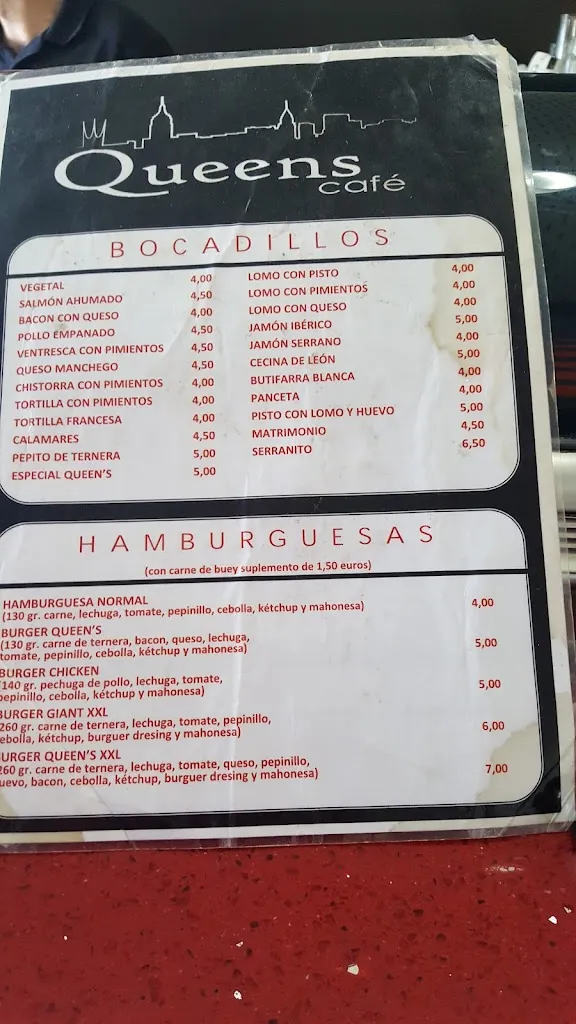 Queens
café
BOCADILLOS
VEGETAL 4,00
SALMÓN AHUMADO 4,50
BACON CON QUESO 4,00
POLLO EMPANADO 4,50
VENTRESCA CON PIMIENTOS 4,50
QUESO MANCHEGO 4,50
CHISTORRA CON PIMIENTOS 4,00
TORTILLA CON PIMIENTOS 4,00
TORTILLA FRANCESA 4,00
CALAMARES 4,50
PEPITO DE TERNERA 5,00
ESPECIAL QUEEN'S 5,00
LOMO CON PISTO 4,00
LOMO CON PIMIENTOS 4,00
LOMO CON QUESO 4,00
JAMÓN IBÉRICO 5,00
JAMÓN SERRANO 4,00
CECINA DE LEÓN 5,00
BUTIFARRA BLANCA 4,00
PANCETA 4,00
PISTO CON LOMO Y HUEVO 5,00
MATRIMONIO 4,50
SERRANITO 6,50
HAMBURGUESAS
(con carne de buey suplemento de 1,50 euros)
HAMBURGUESA NORMAL
(130 gr. carne, lechuga, tomate, pepinillo, cebolla, kétchup y mahonesa) 4,00
BURGER QUEEN'S
(130 gr. carne de ternera, bacon, queso, lechuga, 5,00
tomate, pepinillo, cebolla, kétchup y mahonesa)
BURGER CHICKEN
(140 gr. pechuga de pollo, lechuga, tomate, 5,00
pepinillo, cebolla, kétchup y mahonesa)
BURGER GIANT XXL
260 gr. carne de ternera, lechuga, tomate, pepinillo, 6,00
ebolla, kétchup, burguer dresing y mahonesa)
URGER QUEEN'S XXL
260 gr. carne de ternera, lechuga, tomate, queso, pepinillo, 7,00
uevo, bacon, cebolla, kétchup, burguer dresing y mahonesa)